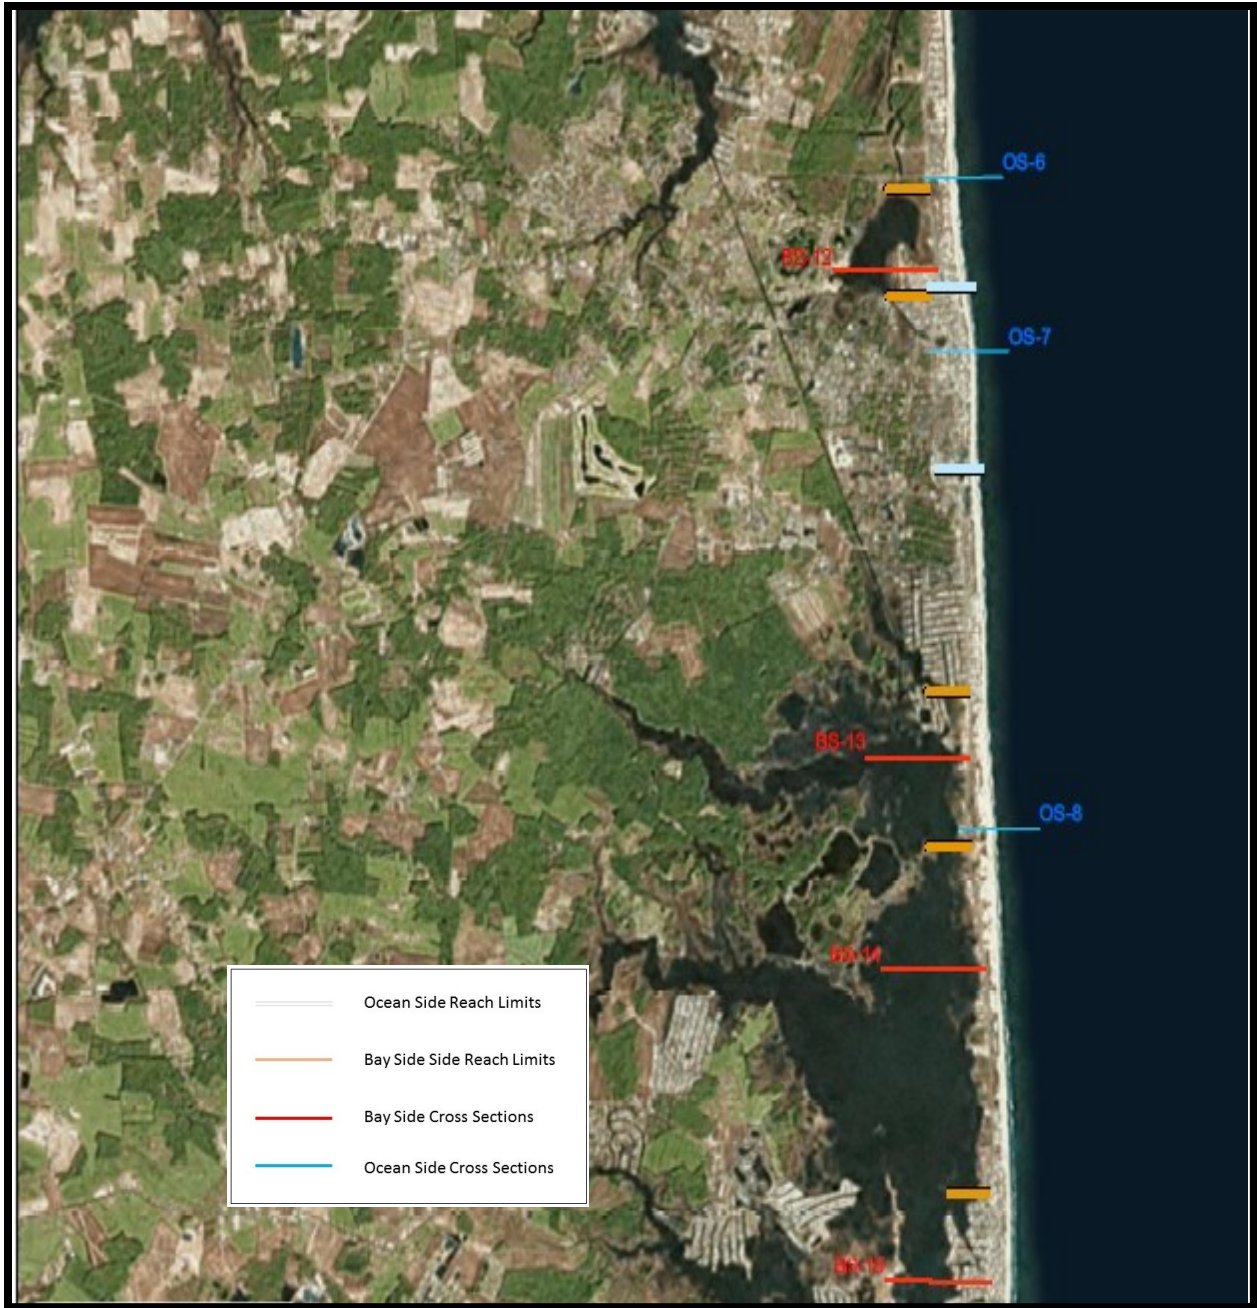 OS-6
BS-12
OS-7
BS-13
OS-8
BS-14
Ocean Side Reach Limits
Bay Side Side Reach Limits
Bay Side Cross Sections
Ocean Side Cross Sections